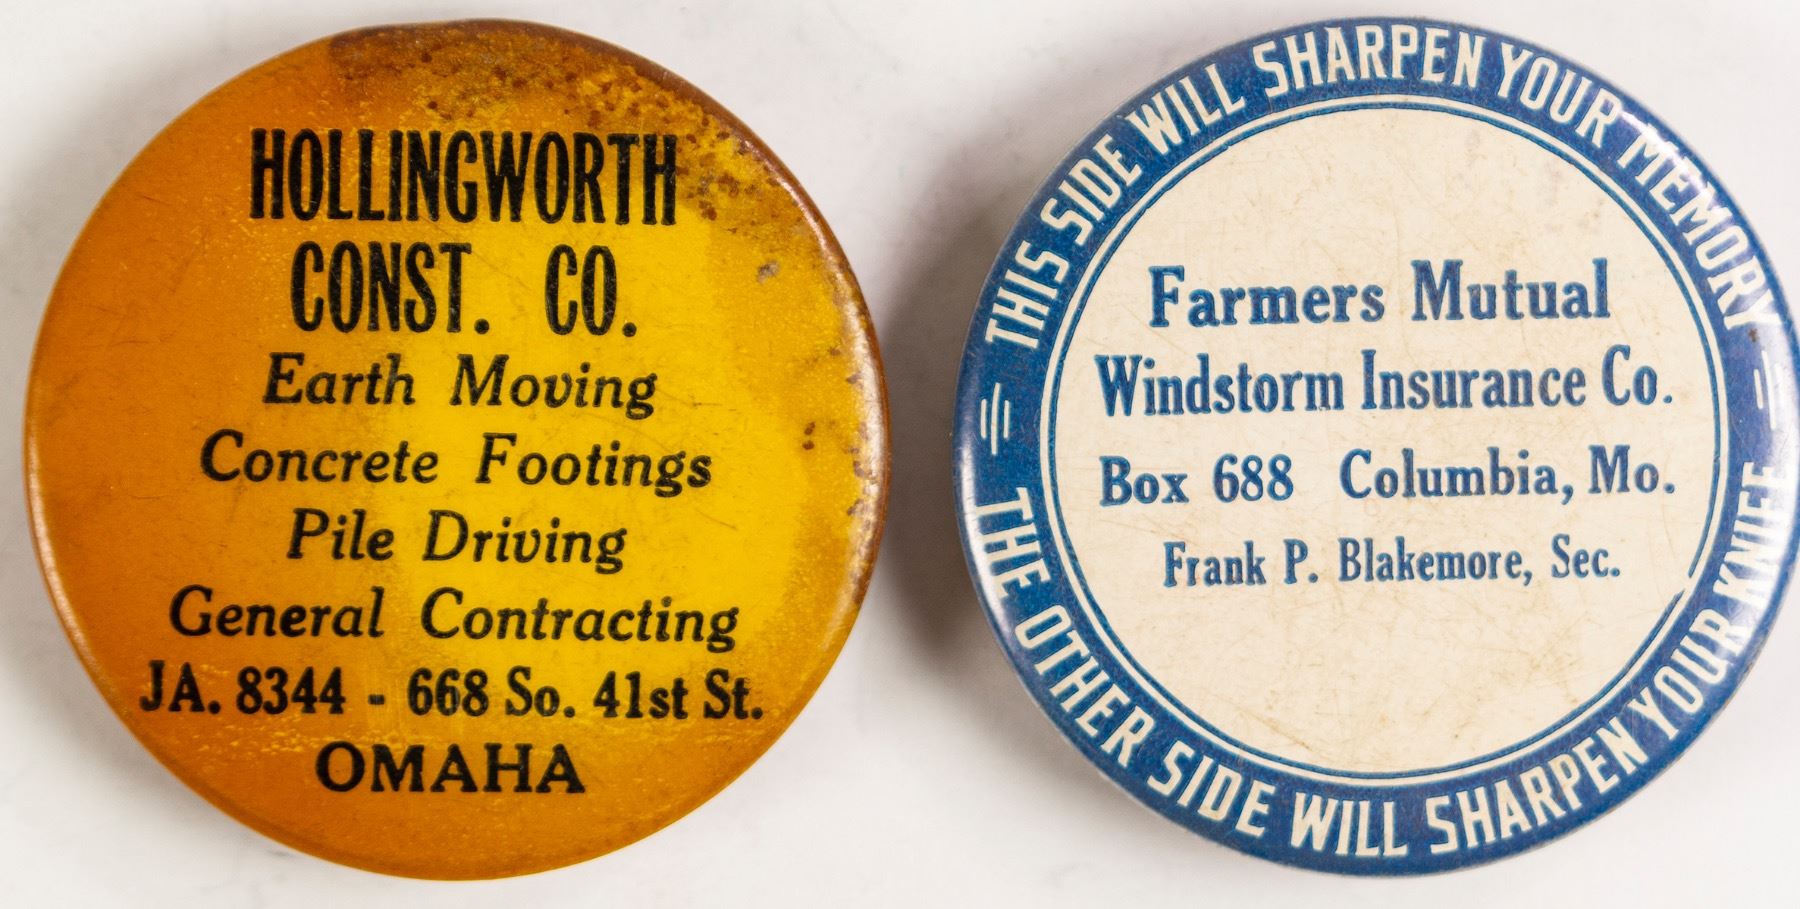 HOLLINGWORTH
CONST. CO.
Earth Moving
Concrete Footings
Pile Driving
General Contracting
JA. 8344 - 668 So. 41st St.
OMAHA
THIS SIDE WILL SHARPEN YOUR MEMORY
Farmers Mutual
Windstorm Insurance Co.
Box 688 Columbia, Mo.
Frank P. Blakemore, Sec.
THE OTHER SIDE WILL SHARPEN YOUR KNIFE